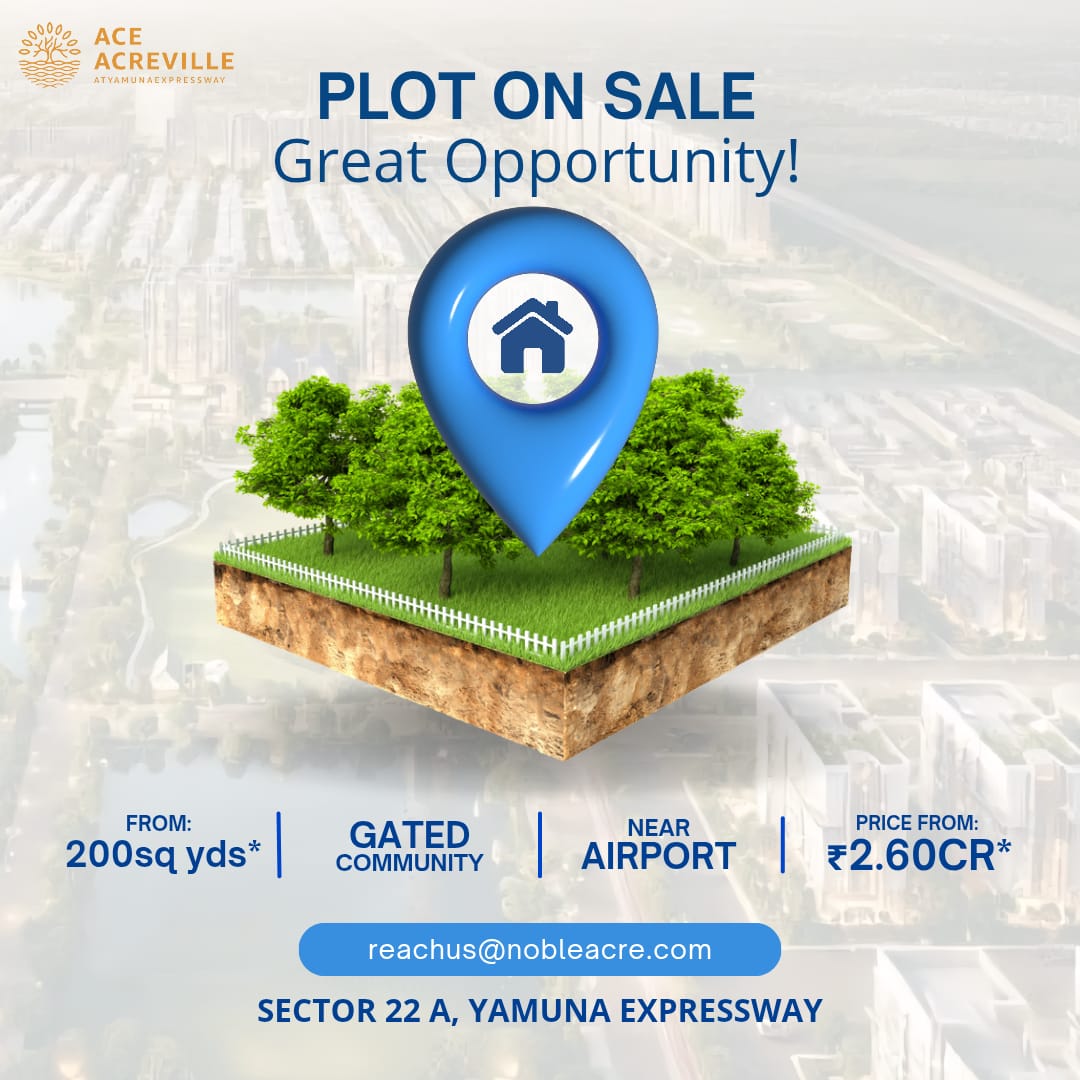 ACE
ACREVILLE
ATYAMUNAEXPRESSWAY
PLOT ON SALE
Great Opportunity!
FROM:
200sq yds*
GATED
COMMUNITY
NEAR
AIRPORT
PRICE FROM:
₹2.60CR*
reachus@nobleacre.com
SECTOR 22 A, YAMUNA EXPRESSWAY